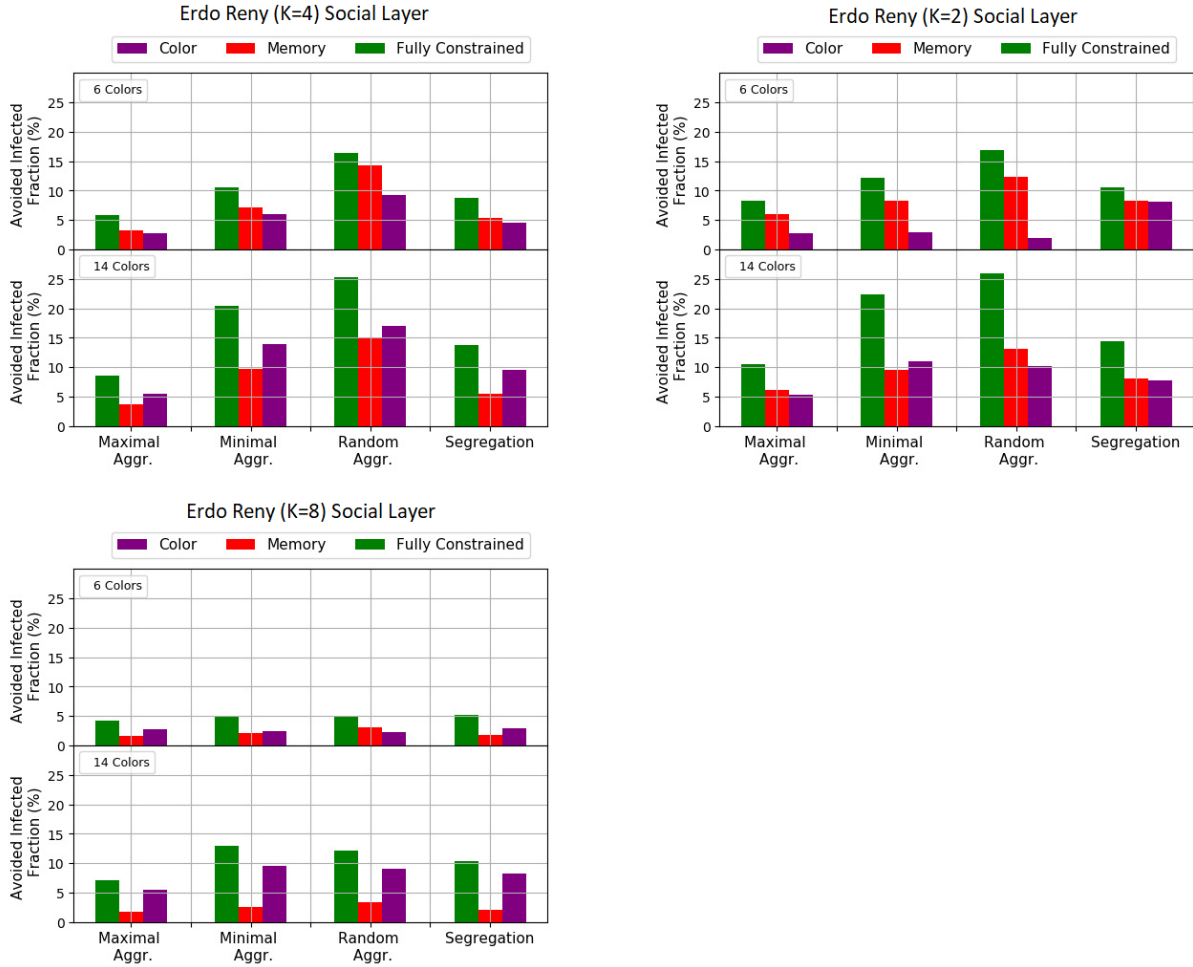 Erdo Reny (K=4) Social Layer
Color Memory Fully Constrained
6 Colors
Avoided Infected
Fraction (%)
25
20
15
10
5
0
14 Colors
Avoided Infected
Fraction (%)
25
20
15
10
5
0
Maximal Aggr.
Minimal Aggr.
Random Aggr.
Segregation
Erdo Reny (K=2) Social Layer
Color Memory Fully Constrained
6 Colors
Avoided Infected
Fraction (%)
25
20
15
10
5
0
14 Colors
Avoided Infected
Fraction (%)
25
20
15
10
5
0
Maximal Aggr.
Minimal Aggr.
Random Aggr.
Segregation
Erdo Reny (K=8) Social Layer
Color Memory Fully Constrained
6 Colors
Avoided Infected
Fraction (%)
25
20
15
10
5
0
14 Colors
Avoided Infected
Fraction (%)
25
20
15
10
5
0
Maximal Aggr.
Minimal Aggr.
Random Aggr.
Segregation